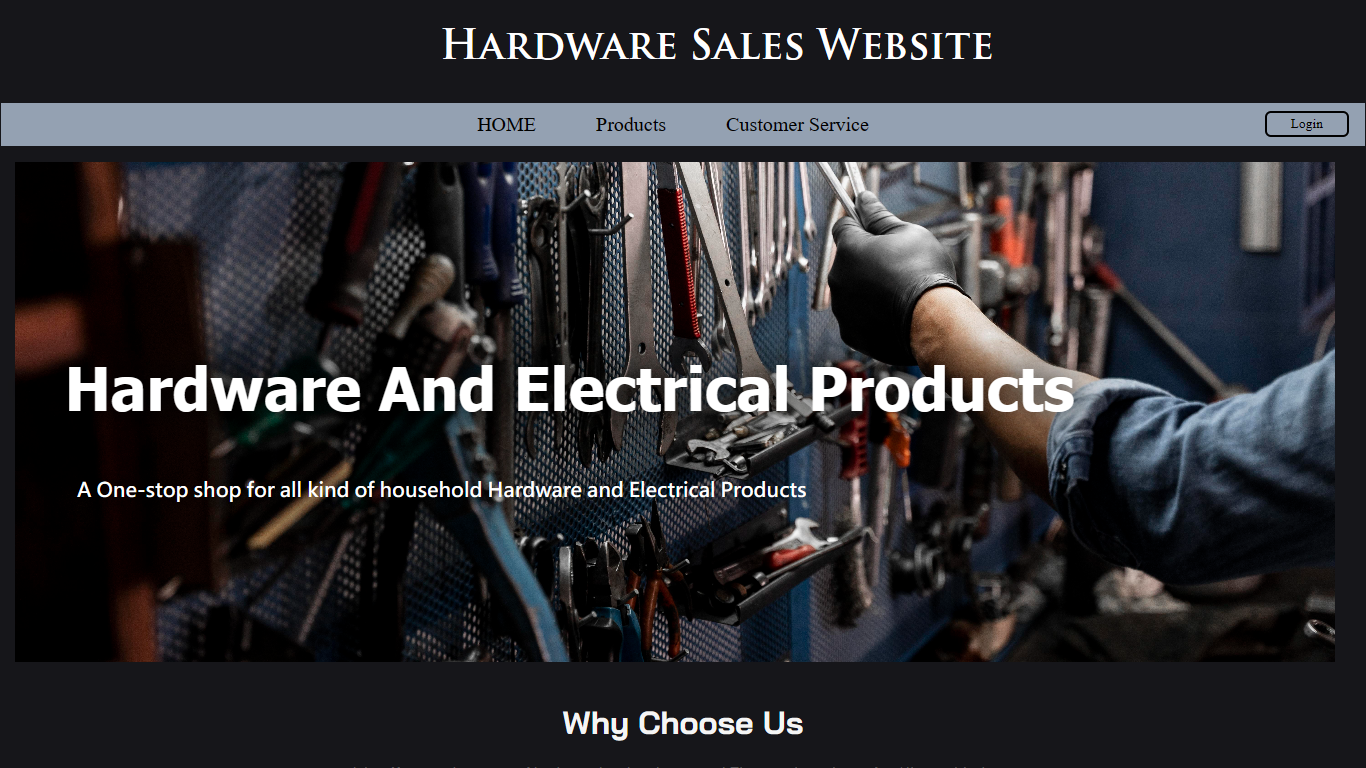 Hardware Sales Website
HOME Products Customer Service Login
Hardware And Electrical Products
A One-stop shop for all kind of household Hardware and Electrical Products
Why Choose Us